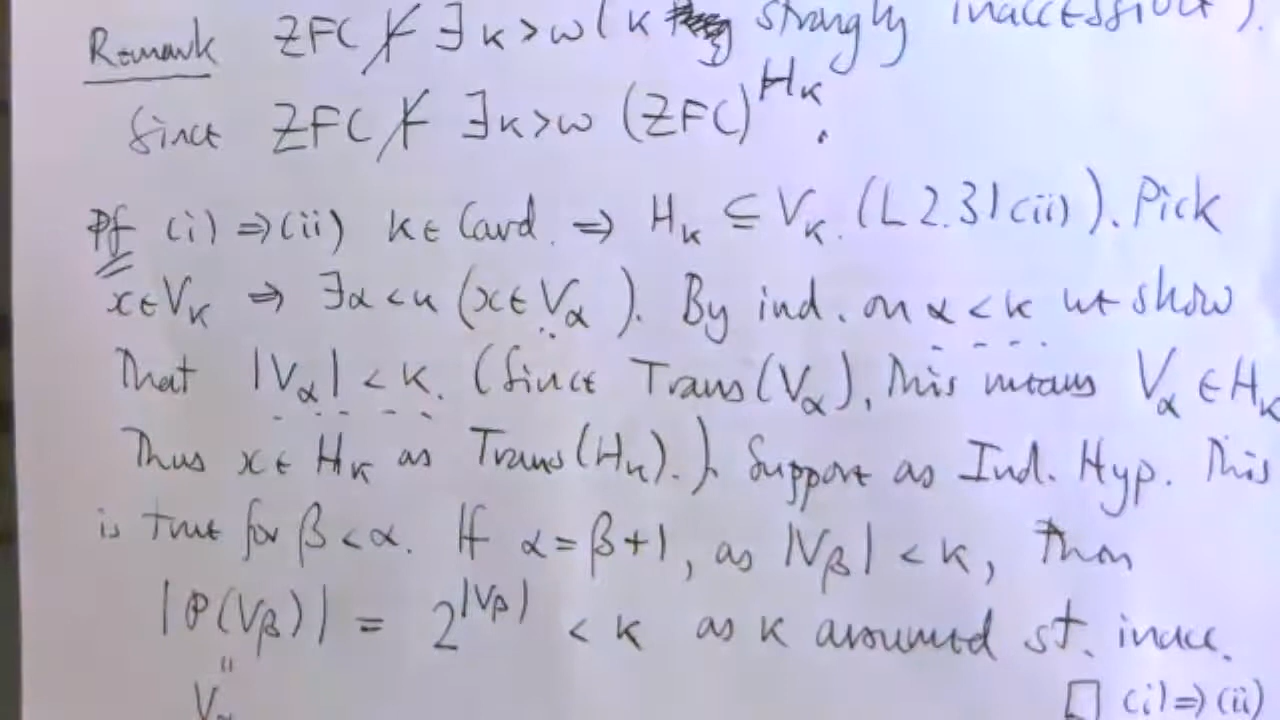 Remark ZFC ⊬ ∃κ>ω (κ strongly inaccessible).
Since ZFC ⊬ ∃κ>ω (ZFC)^{H_κ}.
Pf (i) ⇒ (ii) κ ∈ Card. ⇒ H_κ ⊆ V_κ. (L 2.31 (ii)). Pick
x ∈ V_κ ⇒ ∃α<κ (x ∈ V_α). By ind. on α<κ we show
That |V_α| < κ. (Since Trans(V_α), This means V_α ∈ H_κ
Thus x ∈ H_κ as Trans(H_κ).). Suppose as Ind. Hyp. This
is true for β<α. If α = β+1, as |V_β| < κ, Then
|P(V_β)| = 2^{|V_β|} < κ as κ assumed st. inacc.
"
V_α □ (i)⇒(ii)